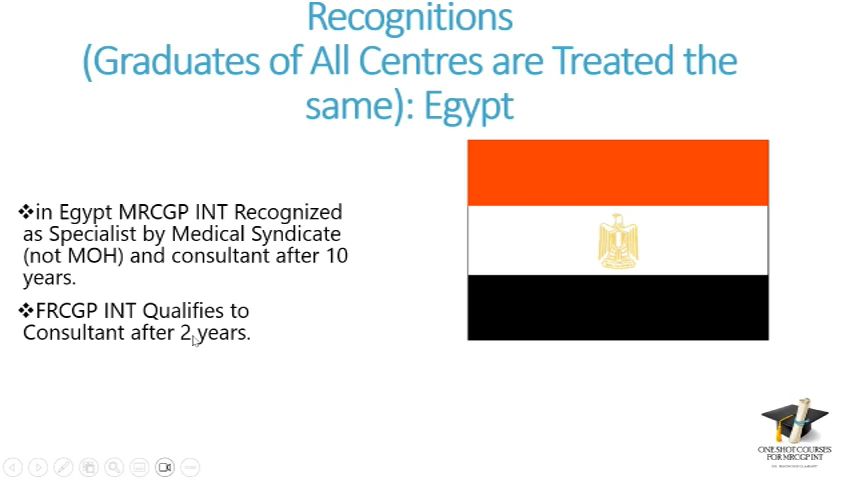 Recognitions
(Graduates of All Centres are Treated the
same): Egypt
❖in Egypt MRCGP INT Recognized
as Specialist by Medical Syndicate
(not MOH) and consultant after 10
years.
❖FRCGP INT Qualifies to
Consultant after 2 years.
ONE SHOT COURSES
FOR MRCGP INT